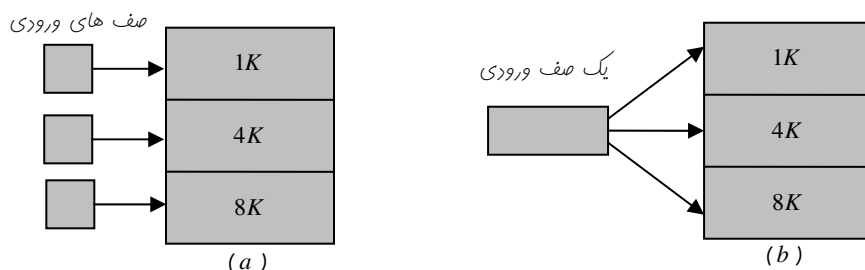 صف های ورودی
1K
4K
8K
(a)
یک صف ورودی
1K
4K
8K
(b)